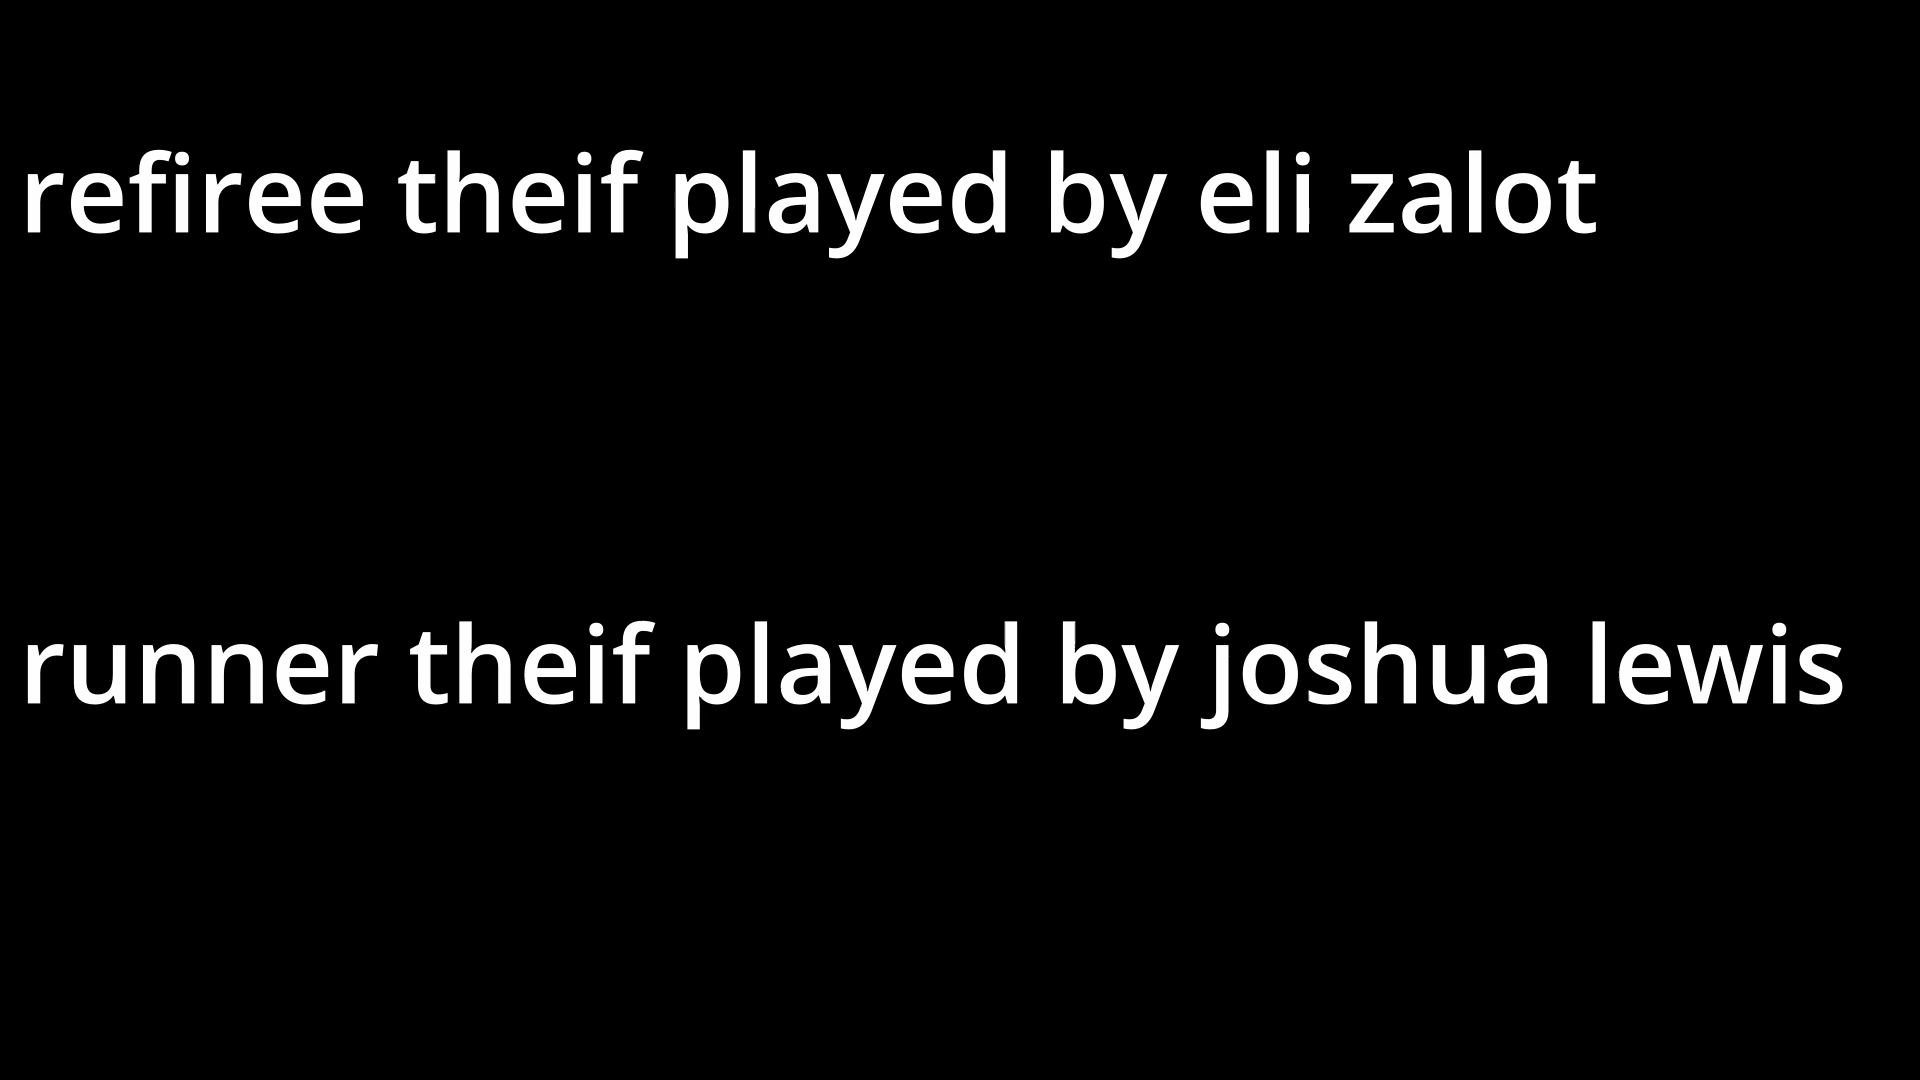 refiree theif played by eli zalot
runner theif played by joshua lewis